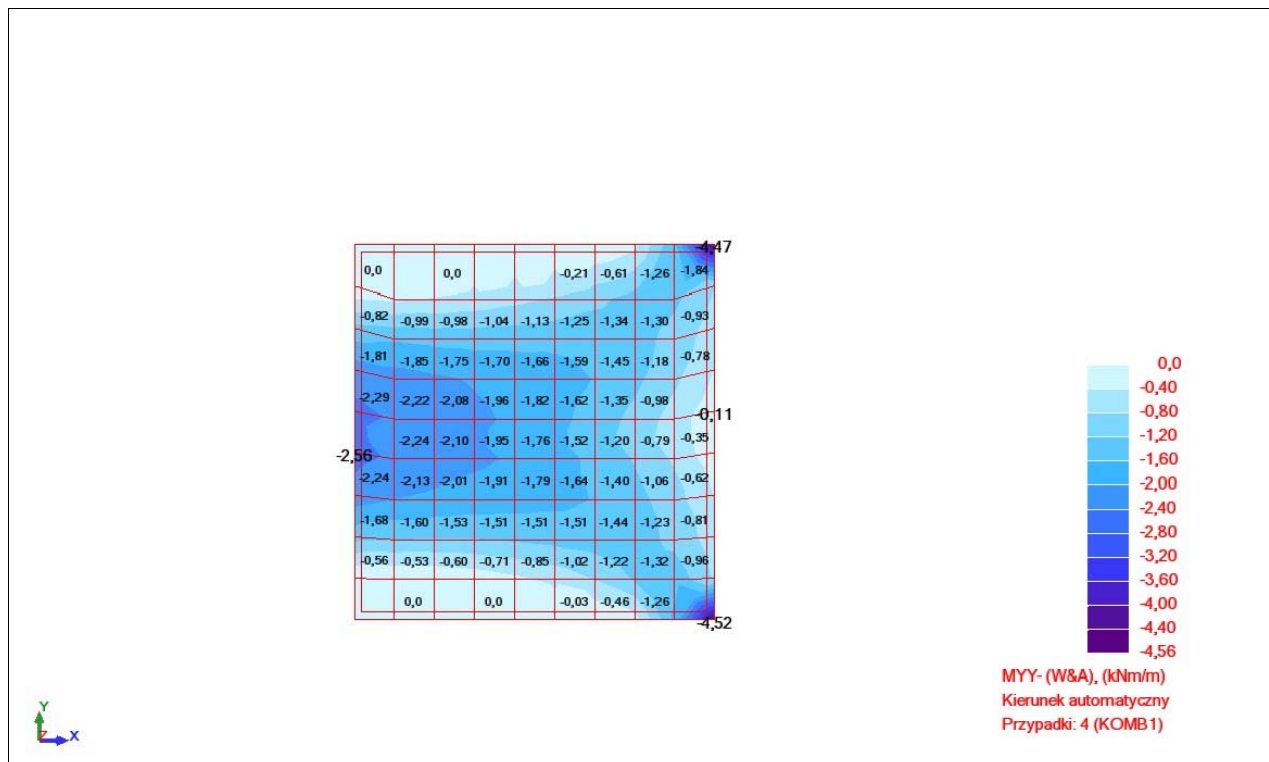 -4,47
0,0 0,0 -0,21 -0,61 -1,26 -1,84
-0,82 -0,99 -0,98 -1,04 -1,13 -1,25 -1,34 -1,30 -0,93
-1,81 -1,85 -1,75 -1,70 -1,66 -1,59 -1,45 -1,18 -0,78
-2,29 -2,22 -2,08 -1,96 -1,82 -1,62 -1,35 -0,98
-0,11
-2,24 -2,10 -1,95 -1,76 -1,52 -1,20 -0,79 -0,35
-2,56
-2,24 -2,13 -2,01 -1,91 -1,79 -1,64 -1,40 -1,06 -0,62
-1,68 -1,60 -1,53 -1,51 -1,51 -1,51 -1,44 -1,23 -0,81
-0,56 -0,53 -0,60 -0,71 -0,85 -1,02 -1,22 -1,32 -0,96
0,0 0,0 -0,03 -0,46 -1,26
-4,52
0,0
-0,40
-0,80
-1,20
-1,60
-2,00
-2,40
-2,80
-3,20
-3,60
-4,00
-4,40
-4,56
MYY- (W&A), (kNm/m)
Kierunek automatyczny
Przypadki: 4 (KOMB1)
Y
Z X